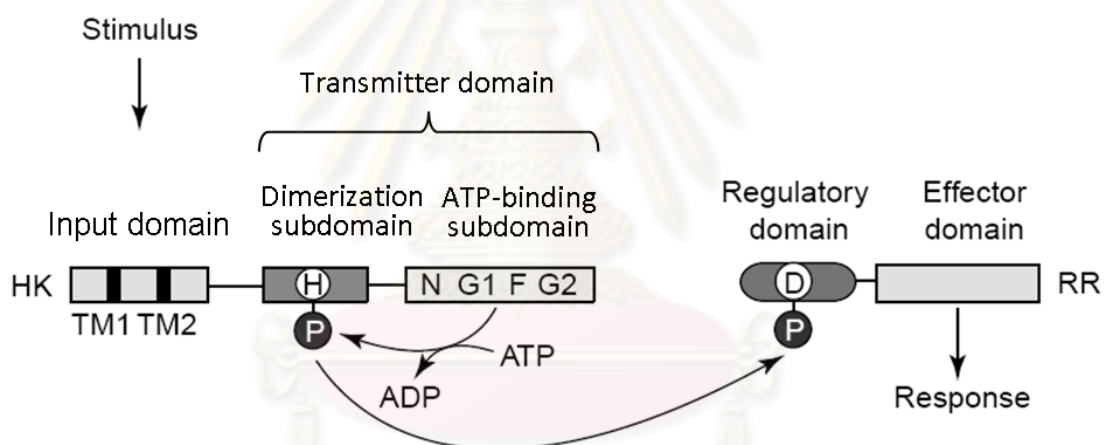 Stimulus
Transmitter domain
Dimerization subdomain
ATP-binding subdomain
Input domain
Regulatory domain
Effector domain
HK
H
N G1 F G2
D
RR
TM1 TM2
P
P
ATP
ADP
Response